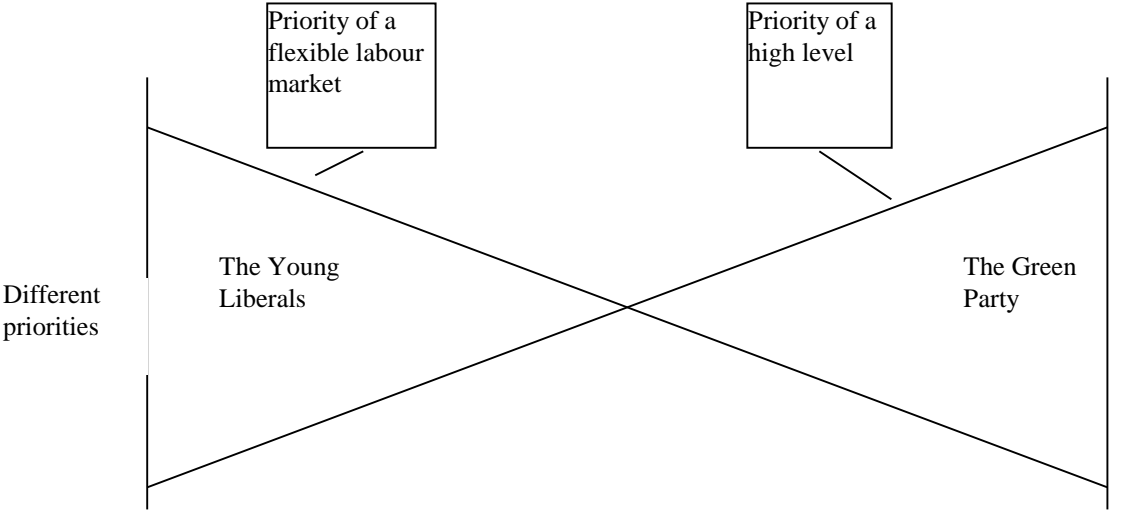 Priority of a
flexible labour
market
Priority of a
high level
The Young
Liberals
The Green
Party
Different
priorities